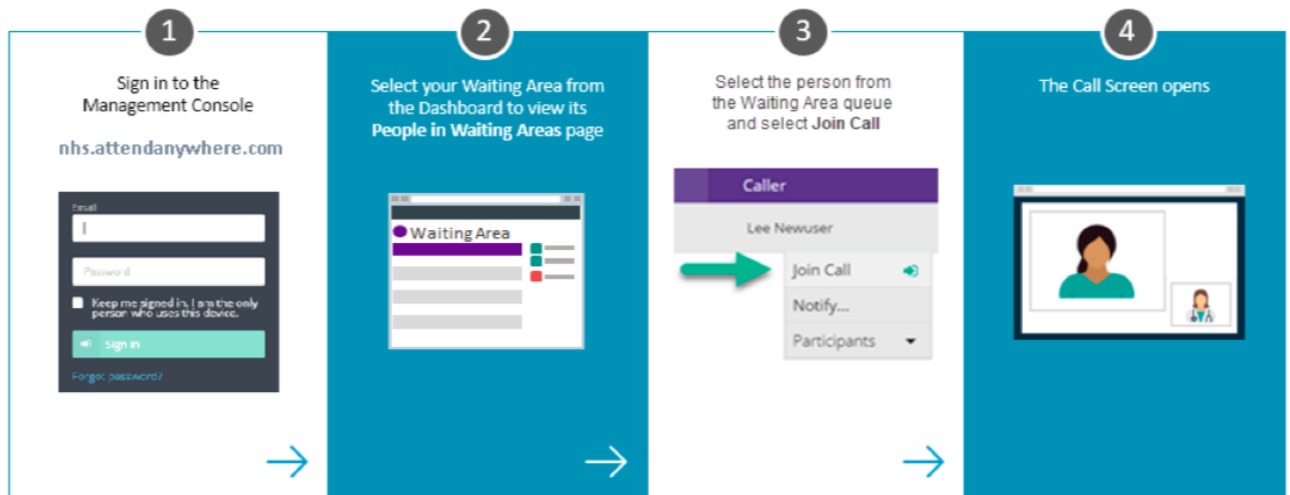 1
Sign in to the
Management Console
nhs.attendanywhere.com
Email
Password
Keep me signed in, I am the only
person who uses this device.
Sign in
Forgot password?
2
Select your Waiting Area from
the Dashboard to view its
People in Waiting Areas page
Waiting Area
3
Select the person from
the Waiting Area queue
and select Join Call
Caller
Lee Newuser
Join Call
Notify...
Participants
4
The Call Screen opens